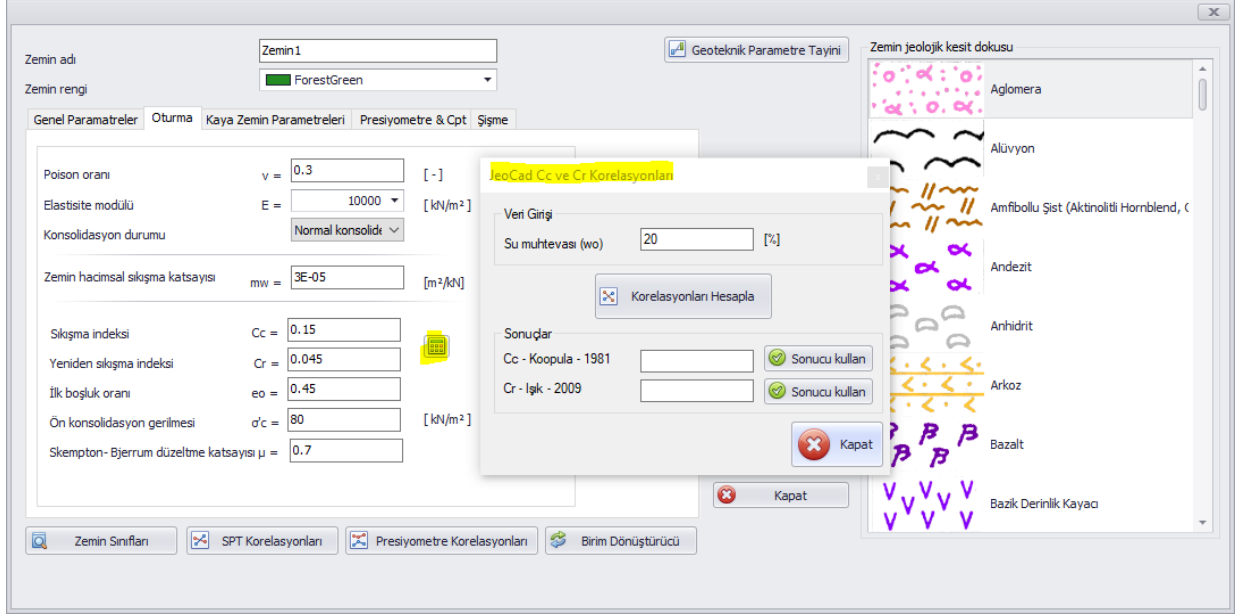 Zemin adı
Zemin1
Geoteknik Parametre Tayini
Zemin rengi
ForestGreen
Genel Paramatreler Oturma Kaya Zemin Parametreleri Presiyometre & Cpt Şişme
Poison oranı v = 0.3 [ - ]
Elastisite modülü E = 10000 [ kN/m² ]
Konsolidasyon durumu Normal konsolide
Zemin hacimsal sıkışma katsayısı mw = 3E-05 [m²/kN]
Sıkışma indeksi Cc = 0.15
Yeniden sıkışma indeksi Cr = 0.045
İlk boşluk oranı eo = 0.45
Ön konsolidasyon gerilmesi σ'c = 80 [ kN/m² ]
Skempton- Bjerrum düzeltme katsayısı µ = 0.7
JeoCad Cc ve Cr Korelasyonları
Veri Girişi
Su muhtevası (wo) 20 [%]
Korelasyonları Hesapla
Sonuçlar
Cc - Koopula - 1981 Sonucu kullan
Cr - Işık - 2009 Sonucu kullan
Kapat
Kapat
Zemin Sınıfları SPT Korelasyonları Presiyometre Korelasyonları Birim Dönüştürücü
Zemin jeolojik kesit dokusu
Aglomera
Alüvyon
Amfibollu Şist (Aktinolitli Hornblend, (
Andezit
Anhidrit
Arkoz
Bazalt
Bazik Derinlik Kayacı